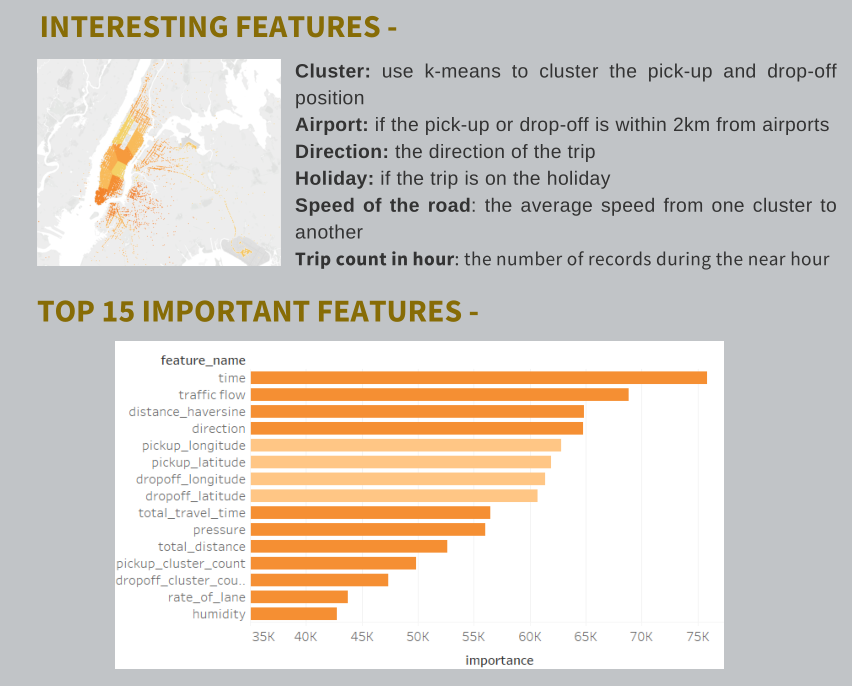 INTERESTING FEATURES -
Cluster: use k-means to cluster the pick-up and drop-off
position
Airport: if the pick-up or drop-off is within 2km from airports
Direction: the direction of the trip
Holiday: if the trip is on the holiday
Speed of the road: the average speed from one cluster to
another
Trip count in hour: the number of records during the near hour
TOP 15 IMPORTANT FEATURES -
feature_name
time
traffic flow
distance_haversine
direction
pickup_longitude
pickup_latitude
dropoff_longitude
dropoff_latitude
total_travel_time
pressure
total_distance
pickup_cluster_count
dropoff_cluster_cou..
rate_of_lane
humidity
35K 40K 45K 50K 55K 60K 65K 70K 75K
importance